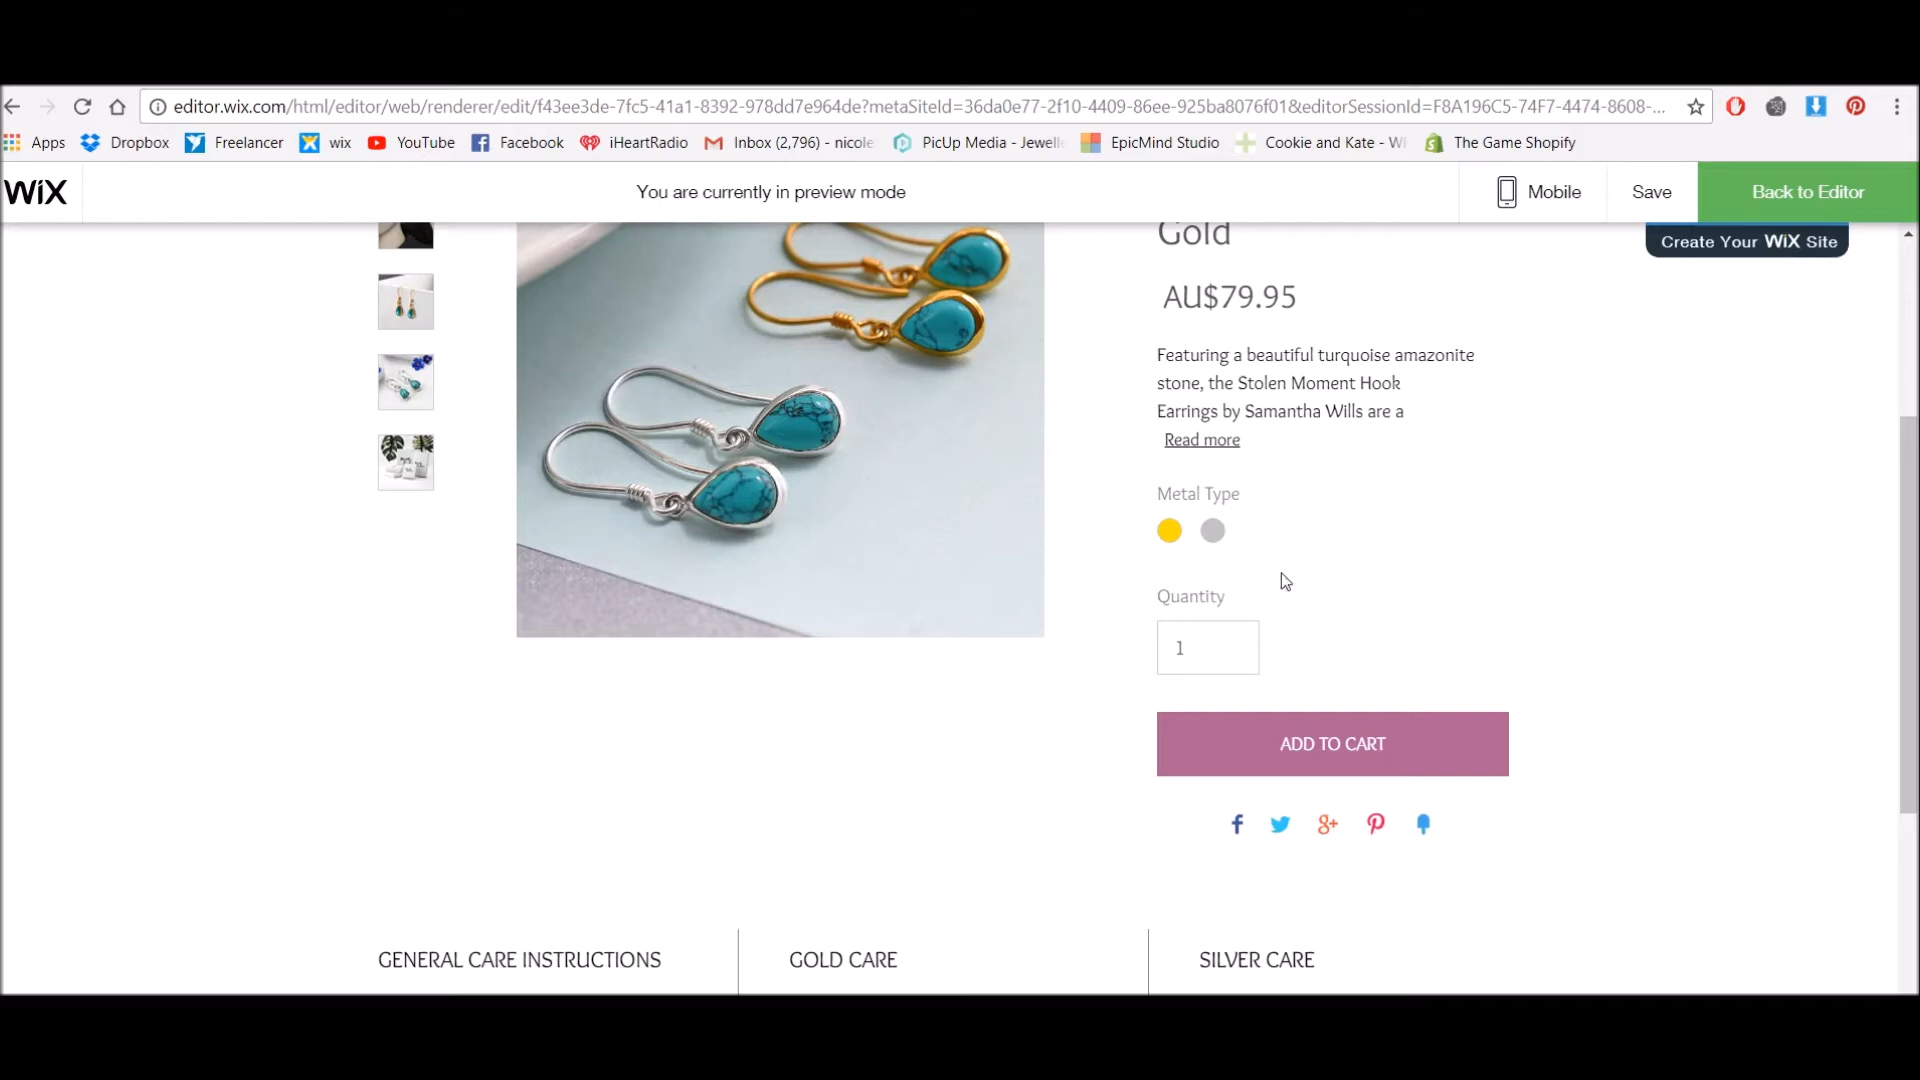 editor.wix.com/html/editor/web/renderer/edit/f43ee3de-7fc5-41a1-8392-978dd7e964de?metaSiteId=36da0e77-2f10-4409-86ee-925ba8076f01&editorSessionId=F8A196C5-74F7-4474-8608-...
Apps Dropbox Freelancer wix YouTube Facebook iHeartRadio Inbox (2,796) - nicole PicUp Media - Jewell EpicMind Studio Cookie and Kate - W The Game Shopify
WiX You are currently in preview mode Mobile Save Back to Editor
Create Your WiX Site
Gold
AU$79.95
Featuring a beautiful turquoise amazonite
stone, the Stolen Moment Hook
Earrings by Samantha Wills are a
Read more
Metal Type
Quantity
1
ADD TO CART
GENERAL CARE INSTRUCTIONS GOLD CARE SILVER CARE